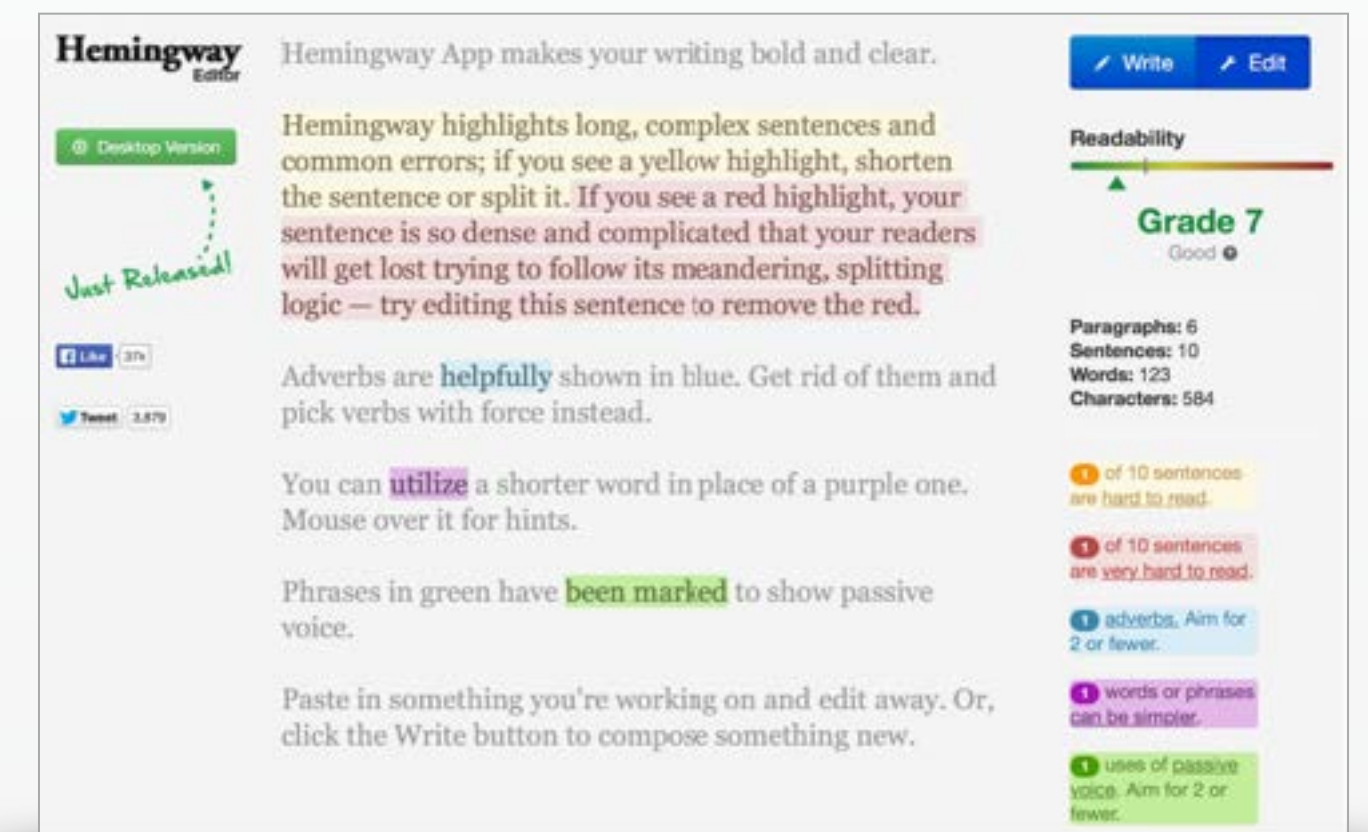 Hemingway
Editor
Desktop Version
Just Released!
Like 37k
Tweet 3,879
Hemingway App makes your writing bold and clear.
Hemingway highlights long, complex sentences and
common errors; if you see a yellow highlight, shorten
the sentence or split it. If you see a red highlight, your
sentence is so dense and complicated that your readers
will get lost trying to follow its meandering, splitting
logic — try editing this sentence to remove the red.
Adverbs are helpfully shown in blue. Get rid of them and
pick verbs with force instead.
You can utilize a shorter word in place of a purple one.
Mouse over it for hints.
Phrases in green have been marked to show passive
voice.
Paste in something you're working on and edit away. Or,
click the Write button to compose something new.
Write Edit
Readability
Grade 7
Good ?
Paragraphs: 6
Sentences: 10
Words: 123
Characters: 584
1 of 10 sentences
are hard to read.
1 of 10 sentences
are very hard to read.
1 adverbs. Aim for
2 or fewer.
1 words or phrases
can be simpler.
1 uses of passive
voice. Aim for 2 or
fewer.